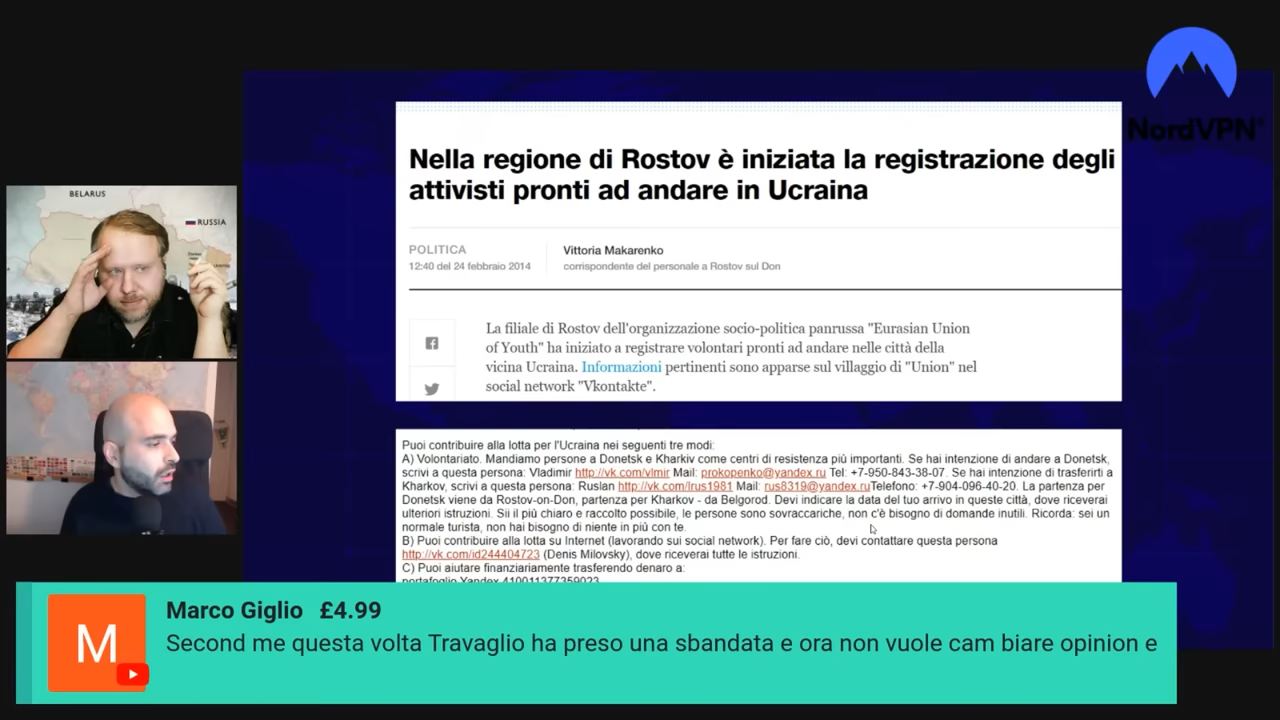 NordVPN®
Nella regione di Rostov è iniziata la registrazione degli
attivisti pronti ad andare in Ucraina
POLITICA
12:40 del 24 febbraio 2014
Vittoria Makarenko
corrispondente del personale a Rostov sul Don
La filiale di Rostov dell'organizzazione socio-politica panrussa "Eurasian Union
of Youth" ha iniziato a registrare volontari pronti ad andare nelle città della
vicina Ucraina. Informazioni pertinenti sono apparse sul villaggio di "Union" nel
social network "Vkontakte".
BELARUS
RUSSIA
Puoi contribuire alla lotta per l'Ucraina nei seguenti tre modi:
A) Volontariato. Mandiamo persone a Donetsk e Kharkiv come centri di resistenza più importanti. Se hai intenzione di andare a Donetsk,
scrivi a questa persona: Vladimir http://vk.com/vlmir Mail: prokopenko@yandex.ru Tel: +7-950-843-38-07. Se hai intenzione di trasferirti a
Kharkov, scrivi a questa persona: Ruslan http://vk.com/lrus1981 Mail: rus8319@yandex.ruTelefono: +7-904-096-40-20. La partenza per
Donetsk viene da Rostov-on-Don, partenza per Kharkov - da Belgorod. Devi indicare la data del tuo arrivo in queste città, dove riceverai
ulteriori istruzioni. Sii il più chiaro e raccolto possibile, le persone sono sovraccariche, non c'è bisogno di domande inutili. Ricorda: sei un
normale turista, non hai bisogno di niente in più con te.
B) Puoi contribuire alla lotta su Internet (lavorando sui social network). Per fare ciò, devi contattare questa persona
http://vk.com/id244404723 (Denis Milovsky), dove riceverai tutte le istruzioni.
C) Puoi aiutare finanziariamente trasferendo denaro a:
portafoglio Yandex 410011377359023
M
Marco Giglio £4.99
Second me questa volta Travaglio ha preso una sbandata e ora non vuole cam biare opinion e